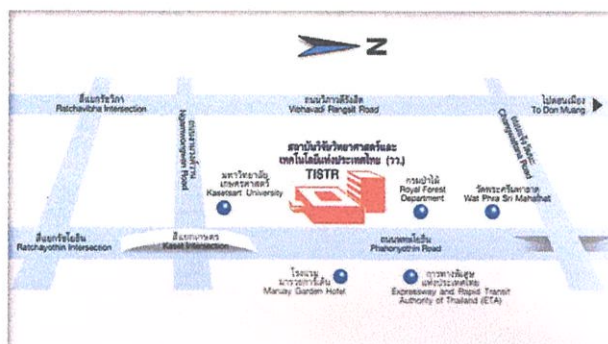 N
สี่แยกรัชวิภา
Ratchavibha Intersection
ถนนวิภาวดีรังสิต
Vibhavadi Rangsit Road
ไปดอนเมือง
To Don Muang
ถนนงามวงศ์วาน
Ngamwongwan Road
ถนนแจ้งวัฒนะ
Changwattana Road
สถาบันวิจัยวิทยาศาสตร์และ
เทคโนโลยีแห่งประเทศไทย (วว.)
TISTR
มหาวิทยาลัย
เกษตรศาสตร์
Kasetsart University
กรมป่าไม้
Royal Forest
Department
วัดพระศรีมหาธาตุ
Wat Phra Sri Mahathat
สี่แยกรัชโยธิน
Ratchayothin Intersection
สี่แยกเกษตร
Kaset Intersection
ถนนพหลโยธิน
Phahonyothin Road
โรงแรม
มารวยการ์เด้น
Maruay Garden Hotel
การทางพิเศษ
แห่งประเทศไทย
Expressway and Rapid Transit
Authority of Thailand (ETA)